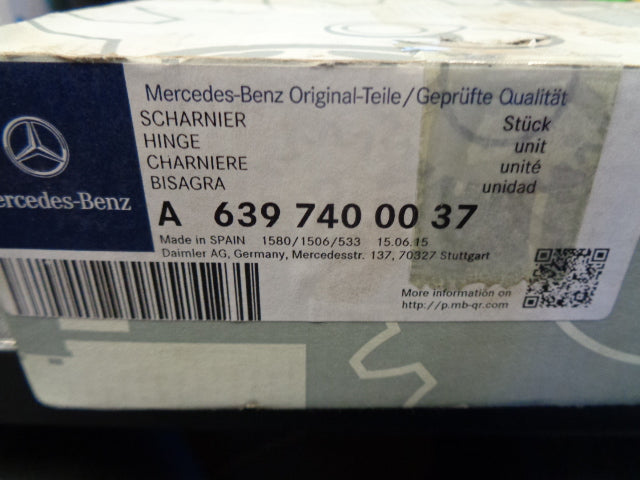 Mercedes-Benz Original-Teile/Geprüfte Qualität
SCHARNIER Stück
HINGE unit
CHARNIERE unité
BISAGRA unidad
ercedes-Benz
A 639 740 00 37
Made in SPAIN 1580/1506/533 15.06.15
Daimler AG, Germany, Mercedesstr. 137, 70327 Stuttgart
More information on
http://p.mb-qr.com